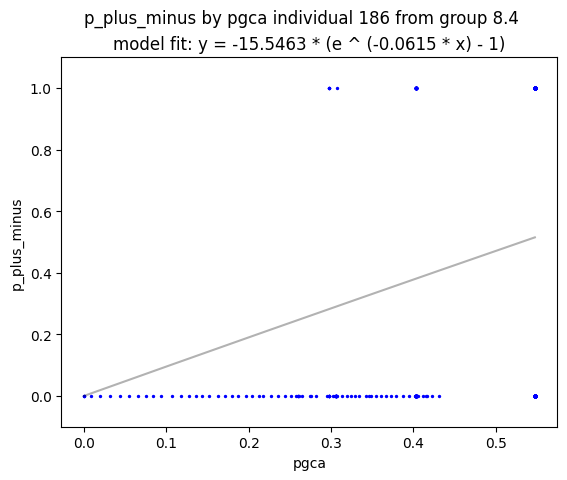 p_plus_minus by pgca individual 186 from group 8.4
model fit: y = -15.5463 * (e ^ (-0.0615 * x) - 1)
1.0
0.8
0.6
0.4
0.2
0.0
p_plus_minus
0.0 0.1 0.2 0.3 0.4 0.5
pgca